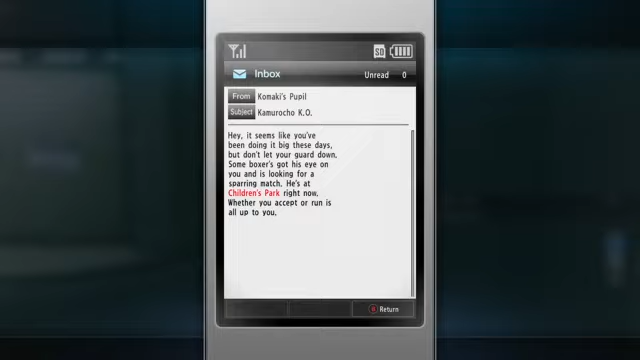 SD
Inbox
Unread 0
From Komaki's Pupil
Subject Kamurocho K.O.
Hey, it seems like you've
been doing it big these days,
but don't let your guard down.
Some boxer's got his eye on
you and is looking for a
sparring match. He's at
Children's Park right now.
Whether you accept or run is
all up to you.
Return